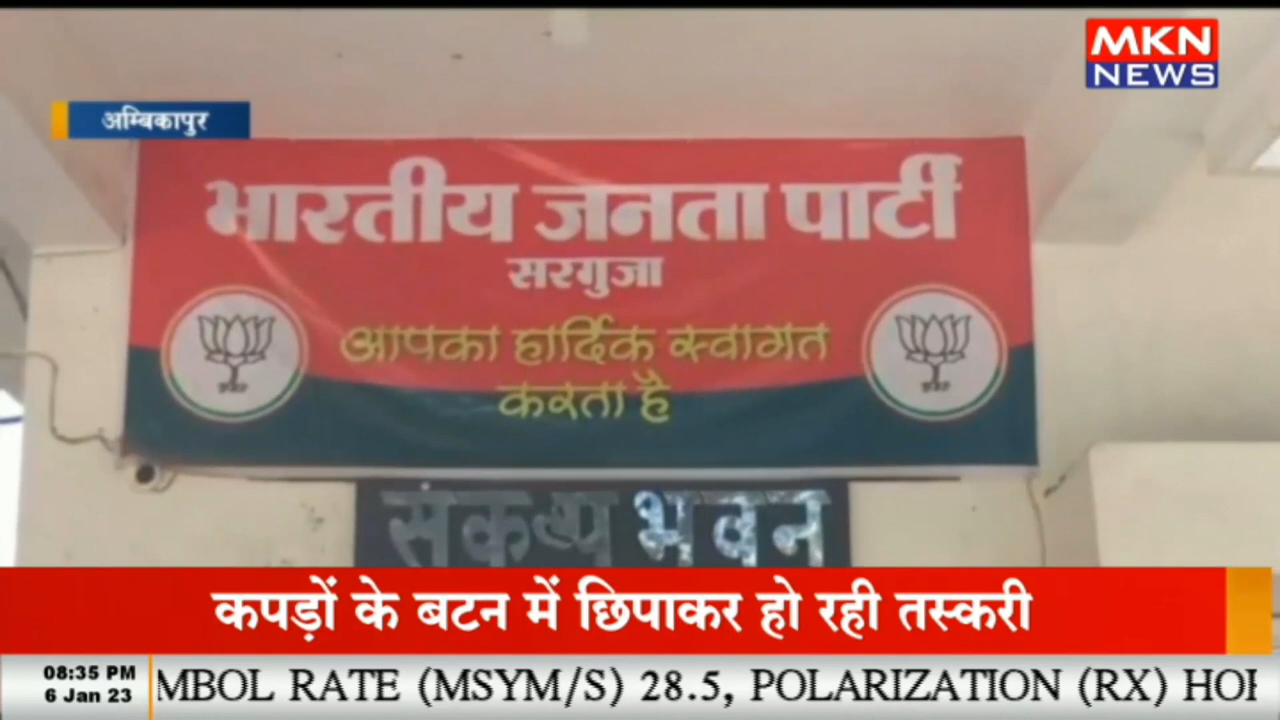 MKN
NEWS
अम्बिकापुर
भारतीय जनता पार्टी
सरगुजा
आपका हार्दिक स्वागत
करता है
संकल्प भवन
कपड़ों के बटन में छिपाकर हो रही तस्करी
08:35 PM
6 Jan 23
MBOL RATE (MSYM/S) 28.5, POLARIZATION (RX) HOR